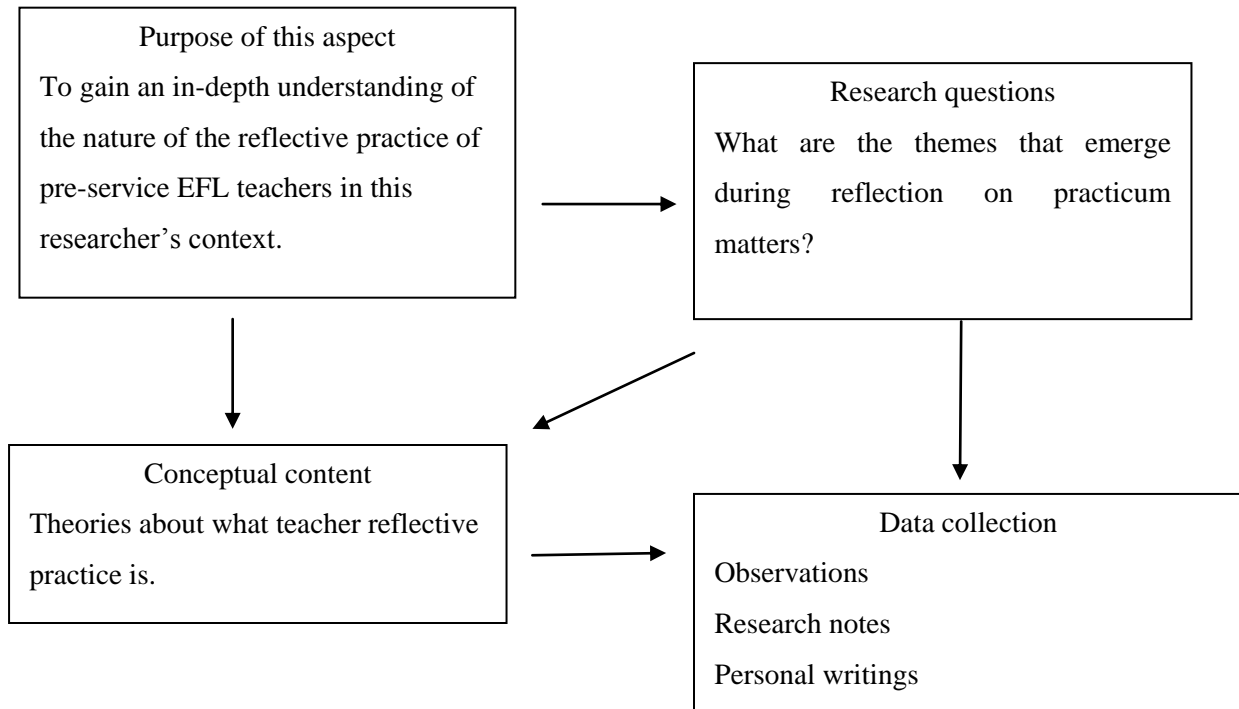 Purpose of this aspect
To gain an in-depth understanding of
the nature of the reflective practice of
pre-service EFL teachers in this
researcher’s context.
Research questions
What are the themes that emerge
during reflection on practicum
matters?
Conceptual content
Theories about what teacher reflective
practice is.
Data collection
Observations
Research notes
Personal writings